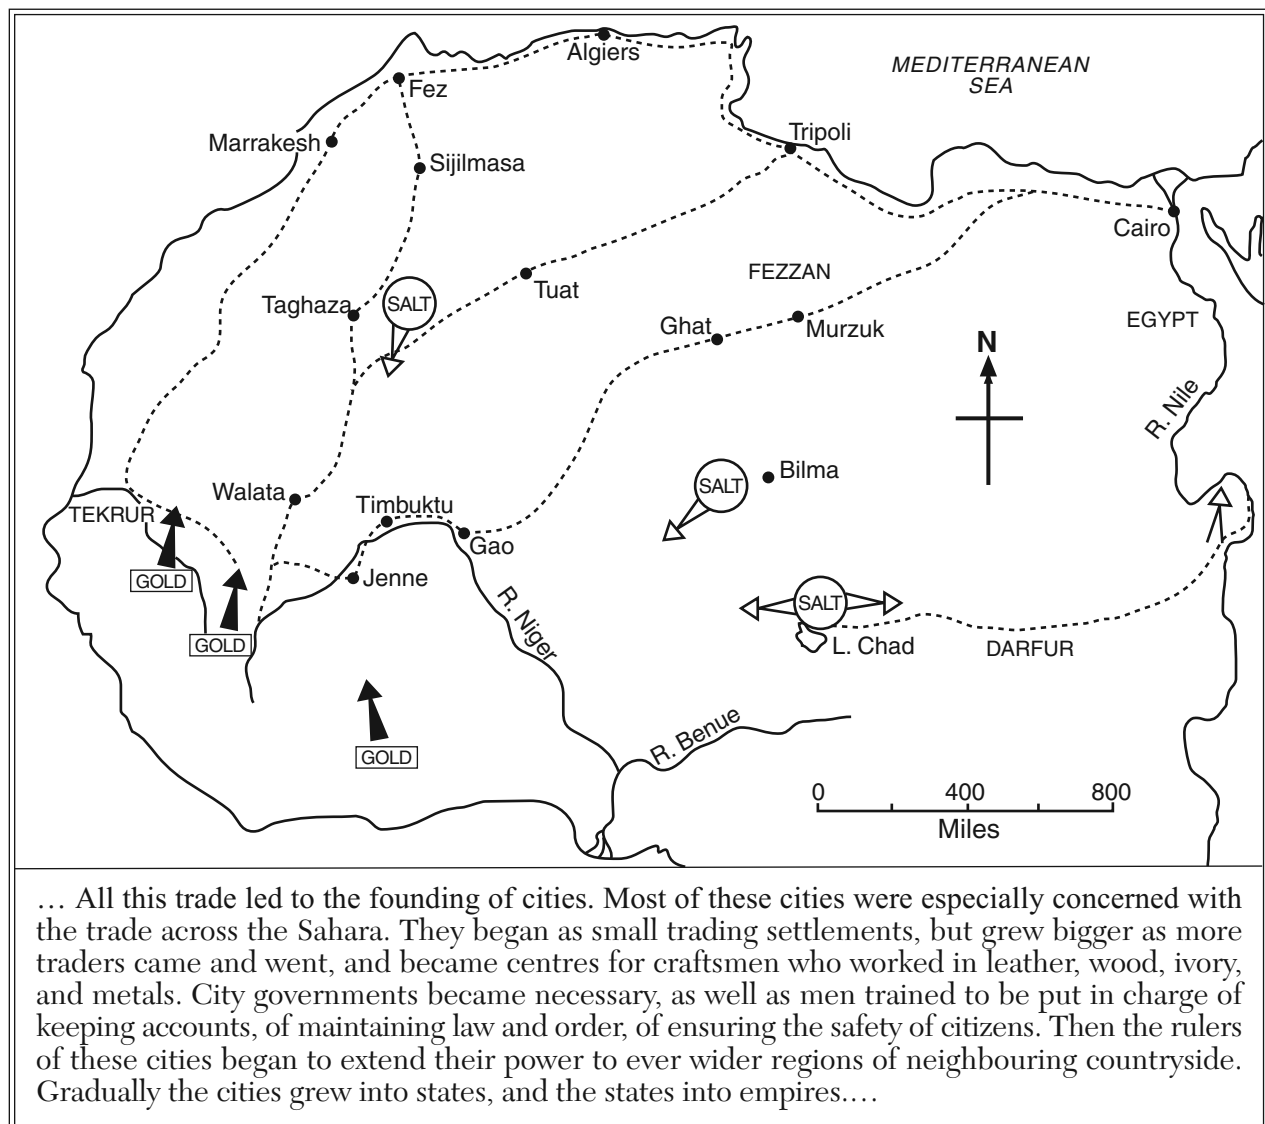 Algiers
MEDITERRANEAN
SEA
Fez
Marrakesh
Tripoli
Sijilmasa
Cairo
FEZZAN
Tuat
Taghaza
SALT
Ghat
Murzuk
EGYPT
N
R. Nile
Bilma
SALT
Walata
Timbuktu
TEKRUR
Gao
GOLD
Jenne
R. Niger
SALT
GOLD
L. Chad
DARFUR
GOLD
R. Benue
0 400 800
Miles
… All this trade led to the founding of cities. Most of these cities were especially concerned with
the trade across the Sahara. They began as small trading settlements, but grew bigger as more
traders came and went, and became centres for craftsmen who worked in leather, wood, ivory,
and metals. City governments became necessary, as well as men trained to be put in charge of
keeping accounts, of maintaining law and order, of ensuring the safety of citizens. Then the rulers
of these cities began to extend their power to ever wider regions of neighbouring countryside.
Gradually the cities grew into states, and the states into empires.…